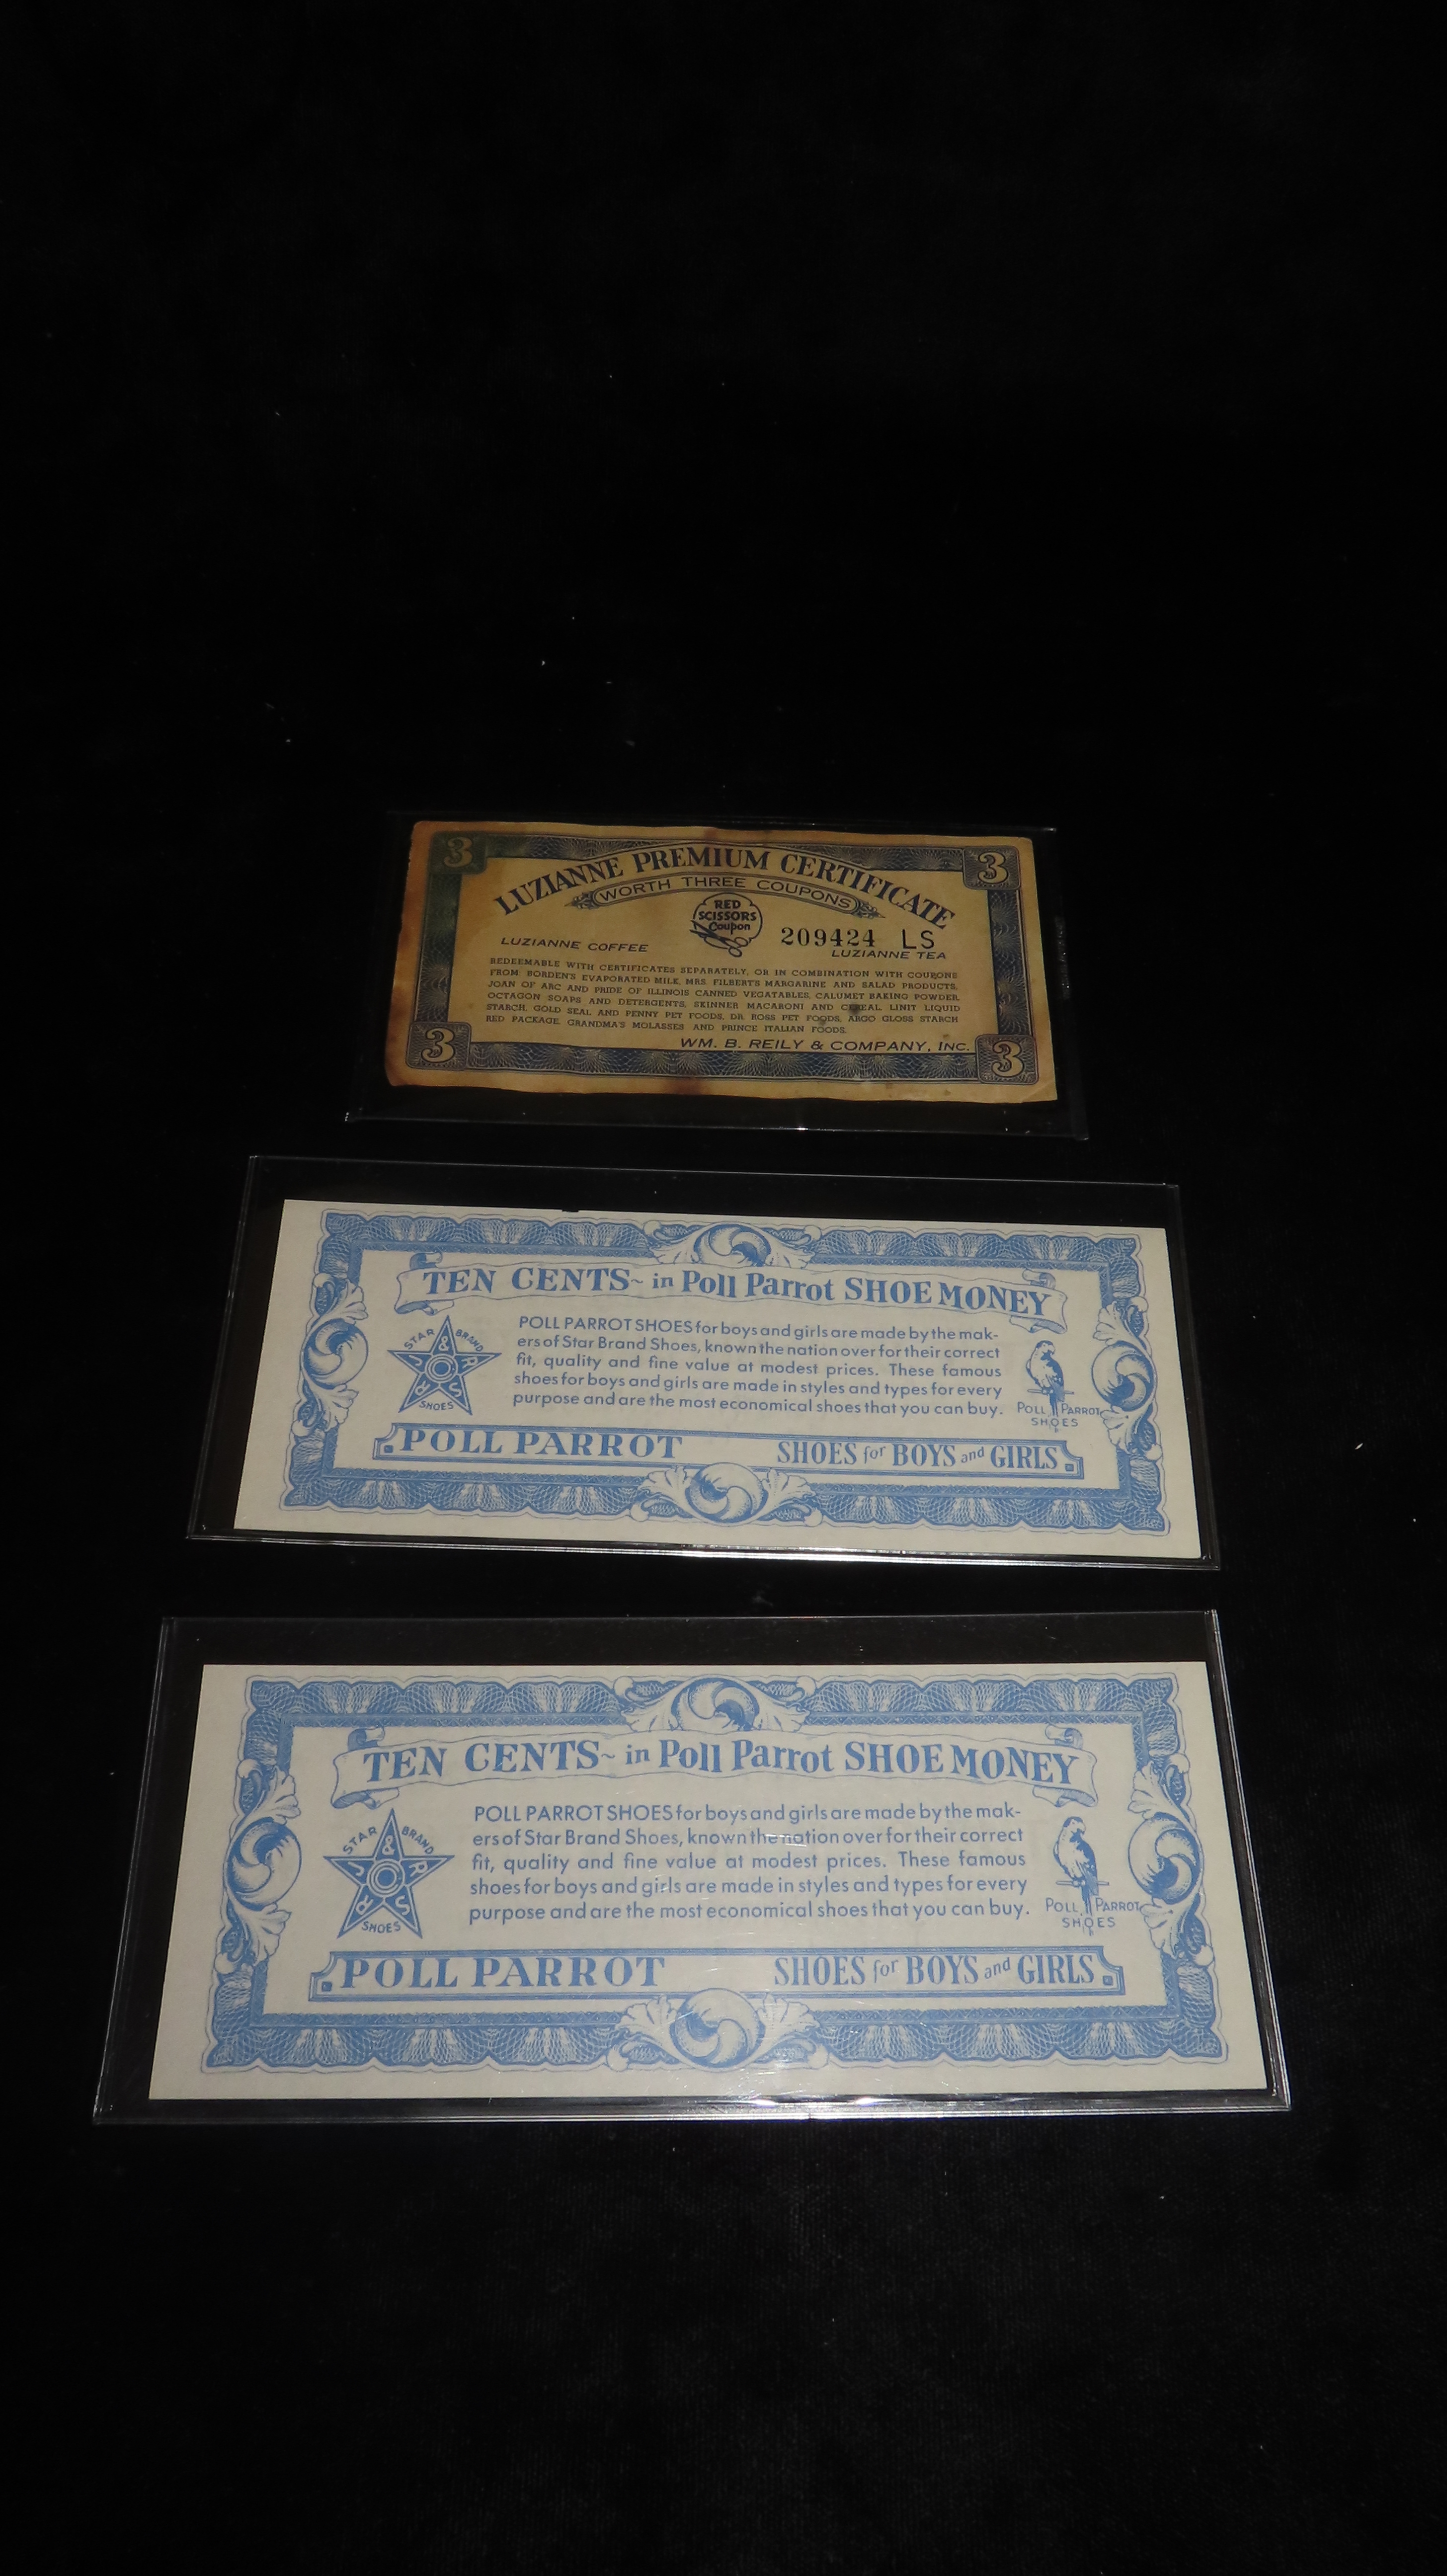 3 3
LUZIANNE PREMIUM CERTIFICATE
WORTH THREE COUPONS
RED
SCISSORS
Coupon
209424 LS
LUZIANNE COFFEE
LUZIANNE TEA
REDEEMABLE WITH CERTIFICATES SEPARATELY, OR IN COMBINATION WITH COUPONS
FROM BORDEN'S EVAPORATED MILK, MRS. FILBERT'S MARGARINE AND SALAD PRODUCTS,
JOAN OF ARC AND PRIDE OF ILLINOIS CANNED VEGATABLES, CALUMET BAKING POWDER,
OCTAGON SOAPS AND DETERGENTS, SKINNER MACARONI AND CEREAL, LINIT LIQUID
STARCH, GOLD SEAL AND PENNY PET FOODS, DR. ROSS PET FOODS, ARGO GLOSS STARCH
RED PACKAGE, GRANDMA'S MOLASSES AND PRINCE ITALIAN FOODS.
WM. B. REILY & COMPANY, INC.
3 3
TEN CENTS~ in Poll Parrot SHOE MONEY
STAR BRAND
R J & R S
SHOES
POLL PARROT SHOES for boys and girls are made by the mak-
ers of Star Brand Shoes, known the nation over for their correct
fit, quality and fine value at modest prices. These famous
shoes for boys and girls are made in styles and types for every
purpose and are the most economical shoes that you can buy.
POLL PARROT
SHOES
POLL PARROT SHOES for BOYS and GIRLS
TEN CENTS~ in Poll Parrot SHOE MONEY
STAR BRAND
R J & R S
SHOES
POLL PARROT SHOES for boys and girls are made by the mak-
ers of Star Brand Shoes, known the nation over for their correct
fit, quality and fine value at modest prices. These famous
shoes for boys and girls are made in styles and types for every
purpose and are the most economical shoes that you can buy.
POLL PARROT
SHOES
POLL PARROT SHOES for BOYS and GIRLS